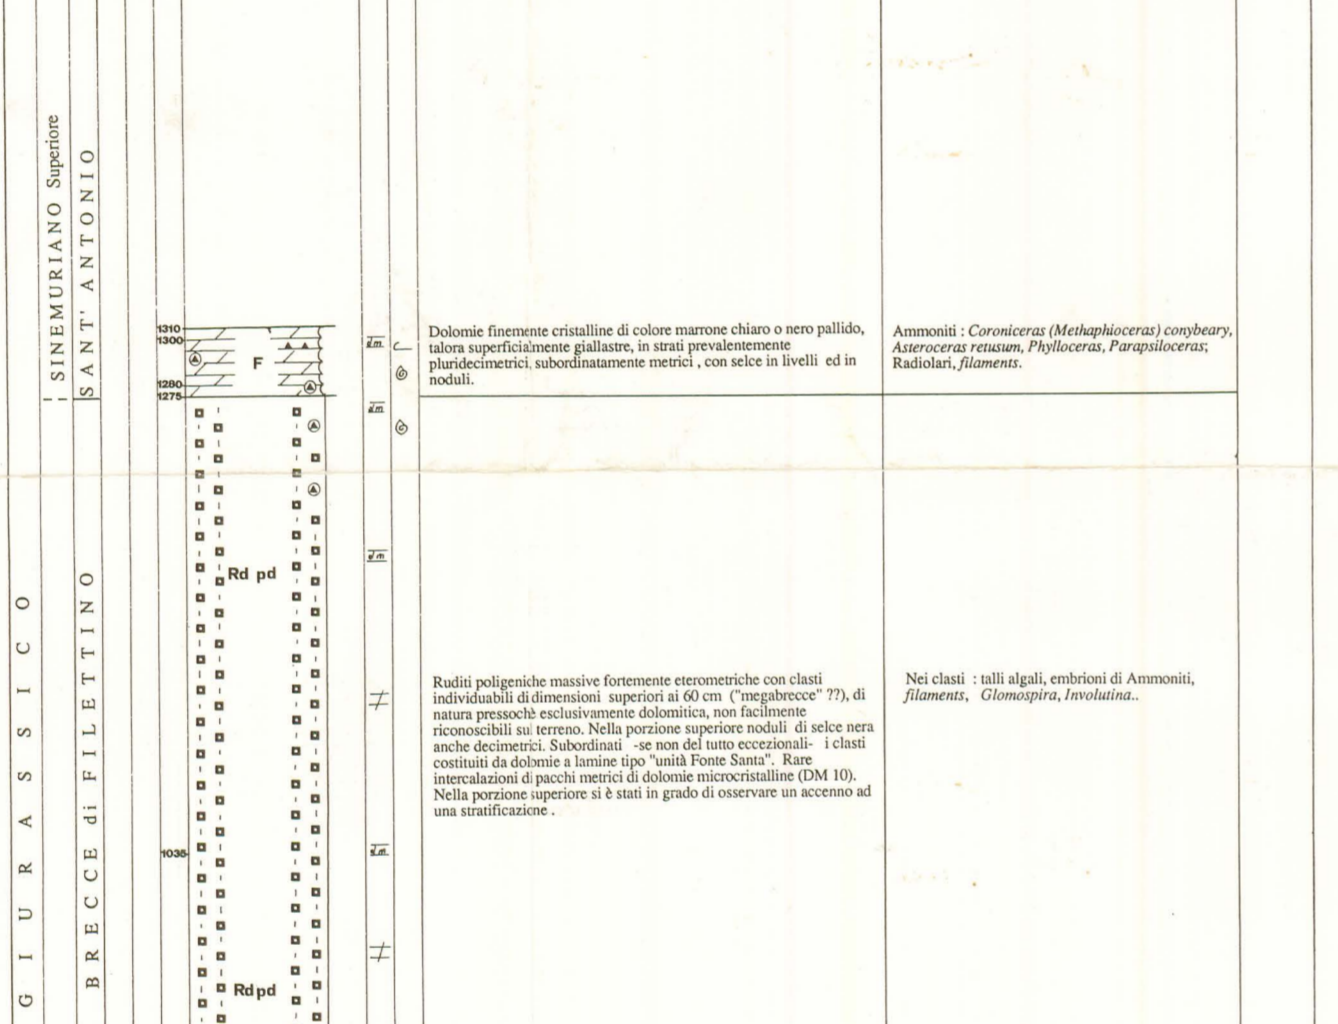 GIURASSICO
SINEMURIANO Superiore
SANT' ANTONIO
BRECCE di FILETTINO
1310
1300
1280
1275
F
dm
Dolomie finemente cristalline di colore marrone chiaro o nero pallido,
talora superficialmente giallastre, in strati prevalentemente
pluridecimetrici, subordinatamente metrici , con selce in livelli ed in
noduli.
Ammoniti : Coroniceras (Methaphioceras) conybeary,
Asteroceras retusum, Phylloceras, Parapsiloceras;
Radiolari, filaments.
dm
Rd pd
dm
Ruditi poligeniche massive fortemente eterometriche con clasti
individuabili di dimensioni superiori ai 60 cm ("megabrecce" ??), di
natura pressochè esclusivamente dolomitica, non facilmente
riconoscibili sul terreno. Nella porzione superiore noduli di selce nera
anche decimetrici. Subordinati -se non del tutto eccezionali- i clasti
costituiti da dolomie a lamine tipo "unità Fonte Santa". Rare
intercalazioni di pacchi metrici di dolomie microcristalline (DM 10).
Nella porzione superiore si è stati in grado di osservare un accenno ad
una stratificazione .
Nei clasti : talli algali, embrioni di Ammoniti,
filaments, Glomospira, Involutina..
1035
dm
Rd pd